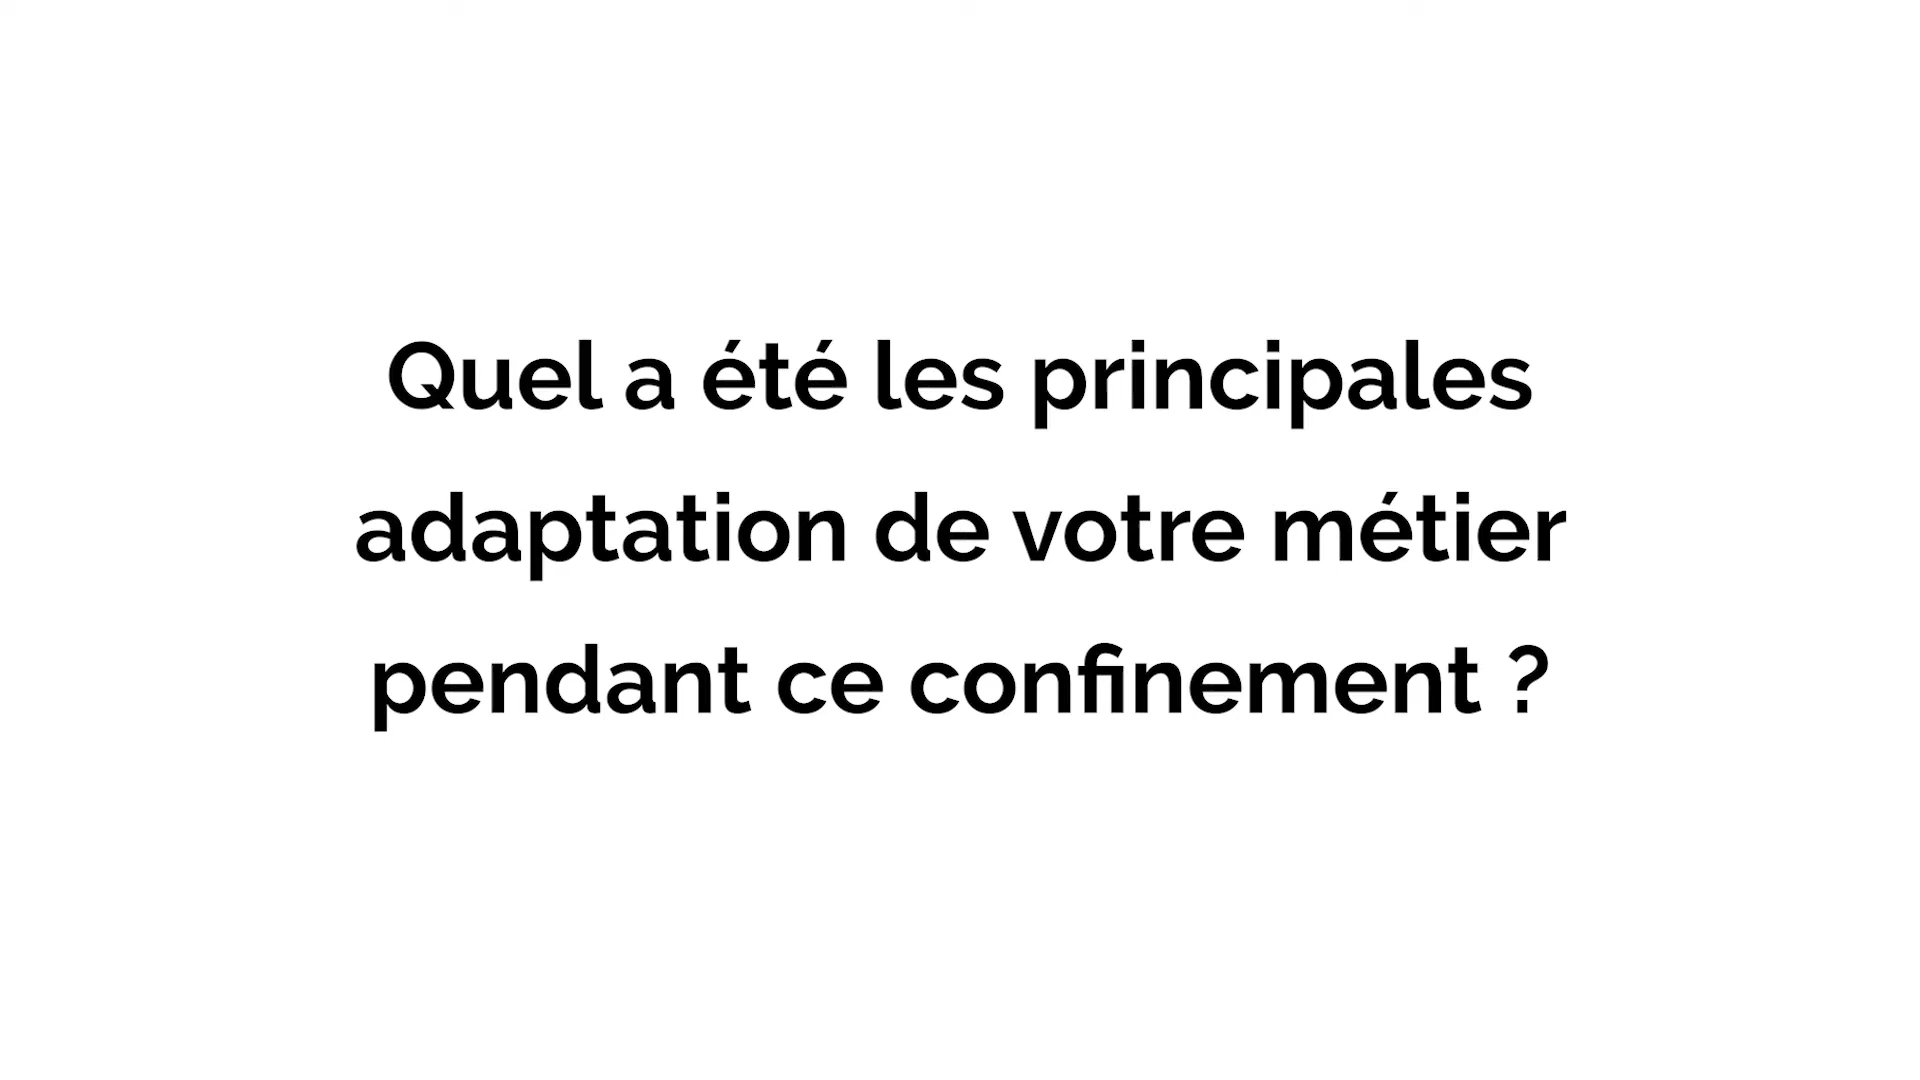 Quel a été les principales
adaptation de votre métier
pendant ce confinement ?